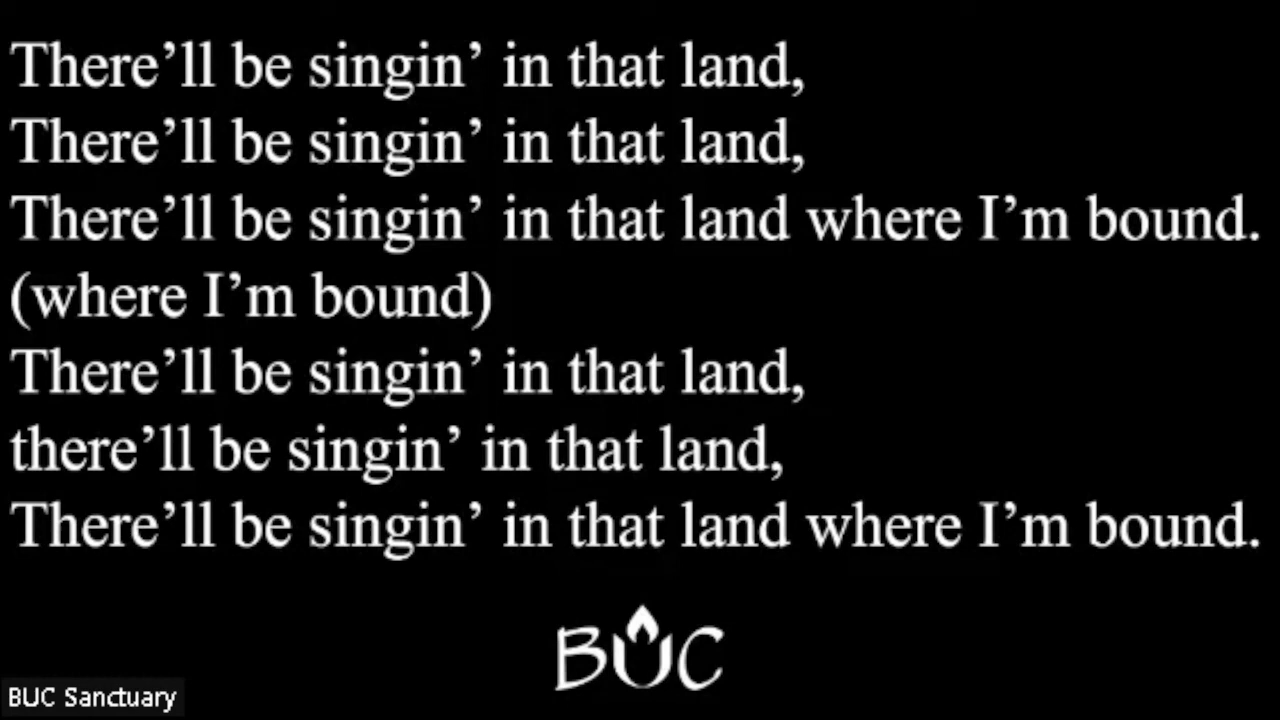 There’ll be singin’ in that land,
There’ll be singin’ in that land,
There’ll be singin’ in that land where I’m bound.
(where I’m bound)
There’ll be singin’ in that land,
there’ll be singin’ in that land,
There’ll be singin’ in that land where I’m bound.
BUC
BUC Sanctuary